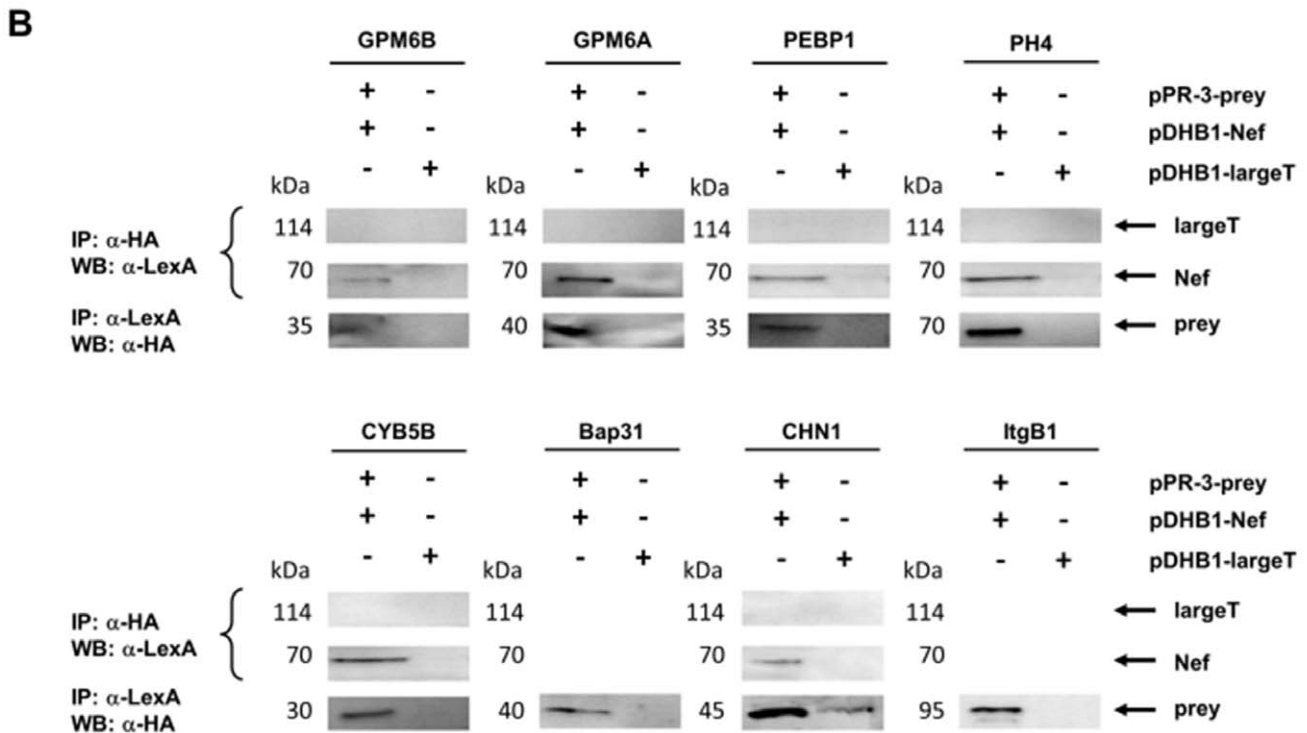 B
GPM6B GPM6A PEBP1 PH4
+ - + - + - + - pPR-3-prey
+ - + - + - + - pDHB1-Nef
- + - + - + - + pDHB1-largeT
kDa kDa kDa kDa
IP: α-HA
WB: α-LexA
114 114 114 114 largeT
70 70 70 70 Nef
IP: α-LexA
WB: α-HA
35 40 35 70 prey
CYB5B Bap31 CHN1 ItgB1
+ - + - + - + - pPR-3-prey
+ - + - + - + - pDHB1-Nef
- + - + - + - + pDHB1-largeT
kDa kDa kDa kDa
IP: α-HA
WB: α-LexA
114 114 114 114 largeT
70 70 70 70 Nef
IP: α-LexA
WB: α-HA
30 40 45 95 prey